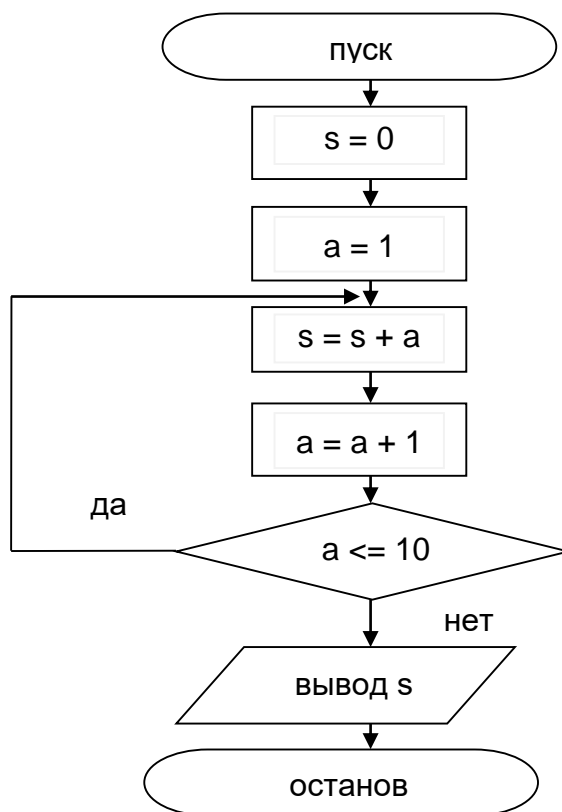 пуск
s = 0
a = 1
s = s + a
a = a + 1
да
a <= 10
нет
вывод s
останов